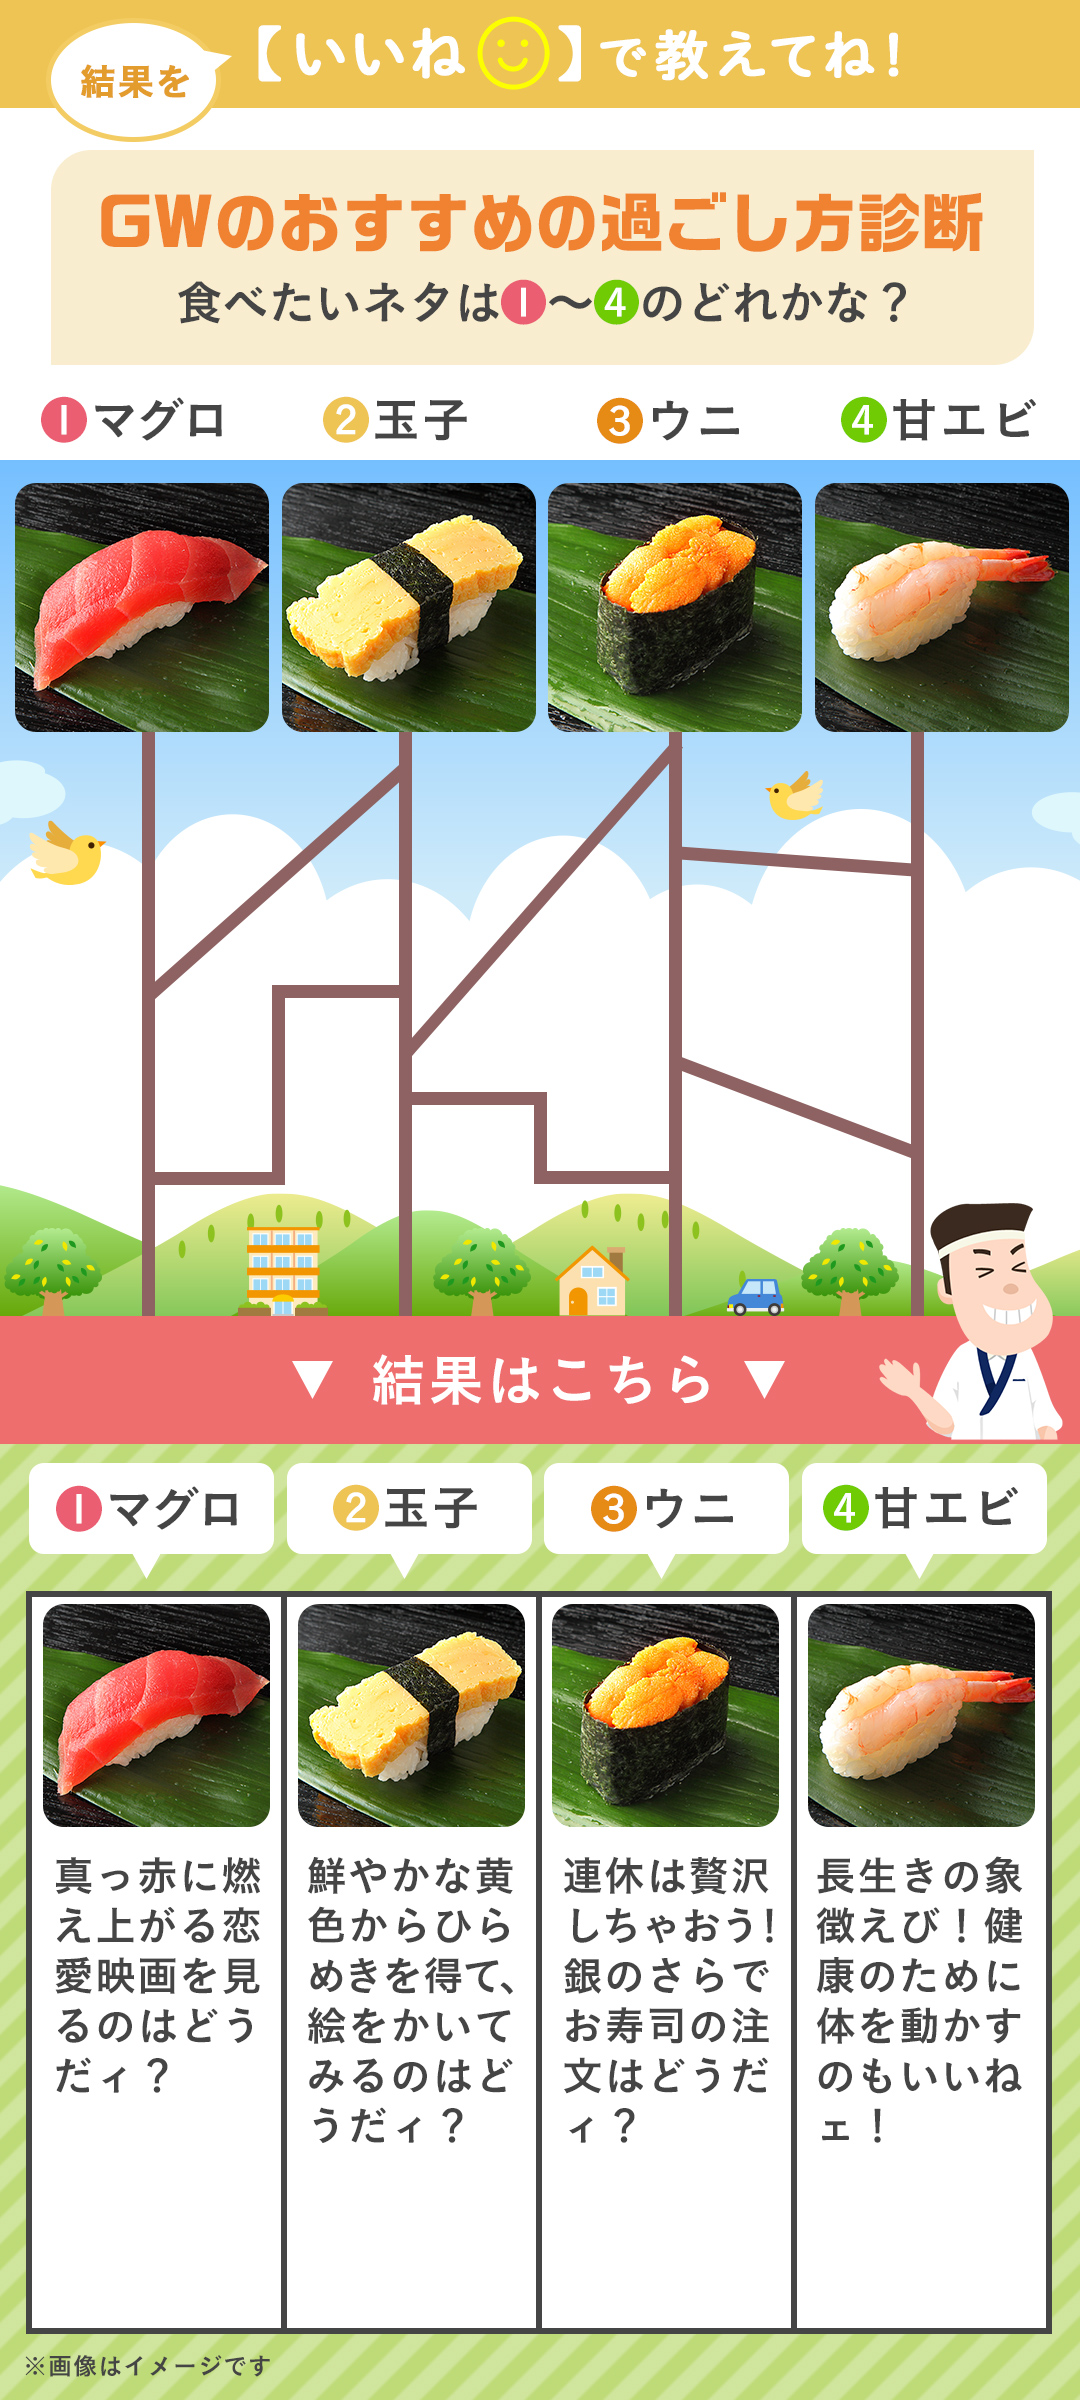 結果を
【いいね】で教えてね!
GWのおすすめの過ごし方診断
食べたいネタは1〜4のどれかな？
1マグロ
2玉子
3ウニ
4甘エビ
▼ 結果はこちら ▼
1マグロ
2玉子
3ウニ
4甘エビ
真っ赤に燃
え上がる恋
愛映画を見
るのはどう
だィ？
鮮やかな黄
色からひら
めきを得て、
絵をかいて
みるのはど
うだィ？
連休は贅沢
しちゃおう!
銀のさらで
お寿司の注
文はどうだ
ィ？
長生きの象
徴えび！健
康のために
体を動かす
のもいいね
ェ！
※画像はイメージです